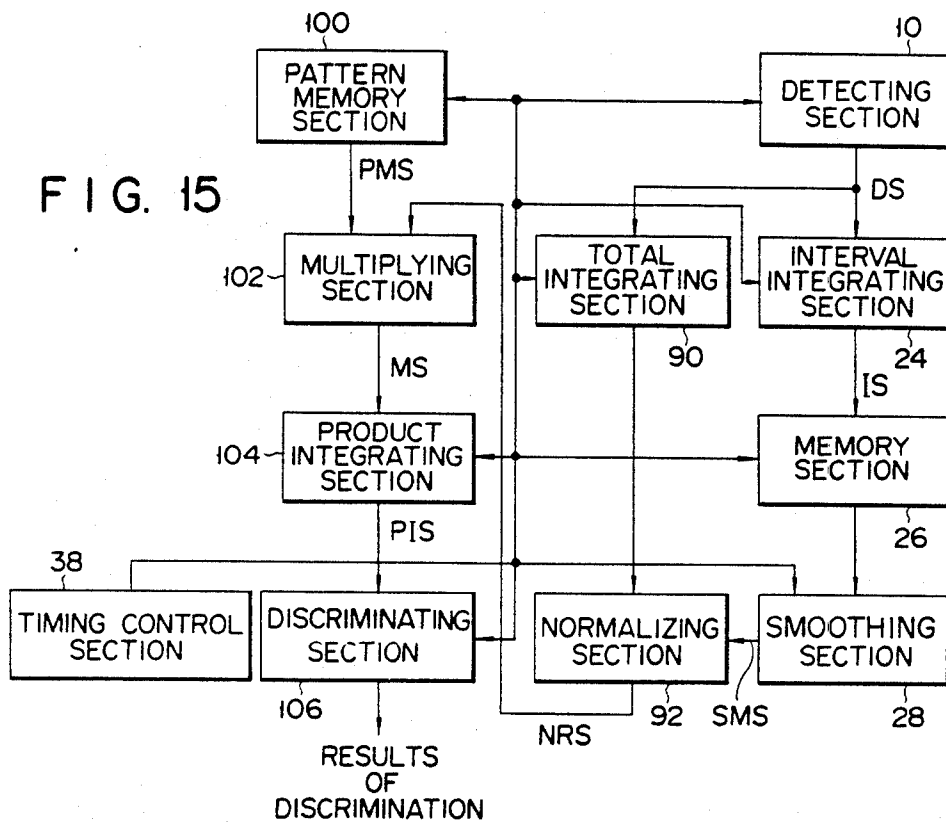 100
PATTERN
MEMORY
SECTION
10
DETECTING
SECTION
PMS
DS
FIG. 15
102
MULTIPLYING
SECTION
TOTAL
INTEGRATING
SECTION
90
INTERVAL
INTEGRATING
SECTION
24
MS
IS
104
PRODUCT
INTEGRATING
SECTION
MEMORY
SECTION
26
PIS
38
TIMING CONTROL
SECTION
DISCRIMINATING
SECTION
106
NORMALIZING
SECTION
92
SMS
SMOOTHING
SECTION
28
NRS
RESULTS
OF
DISCRIMINATION